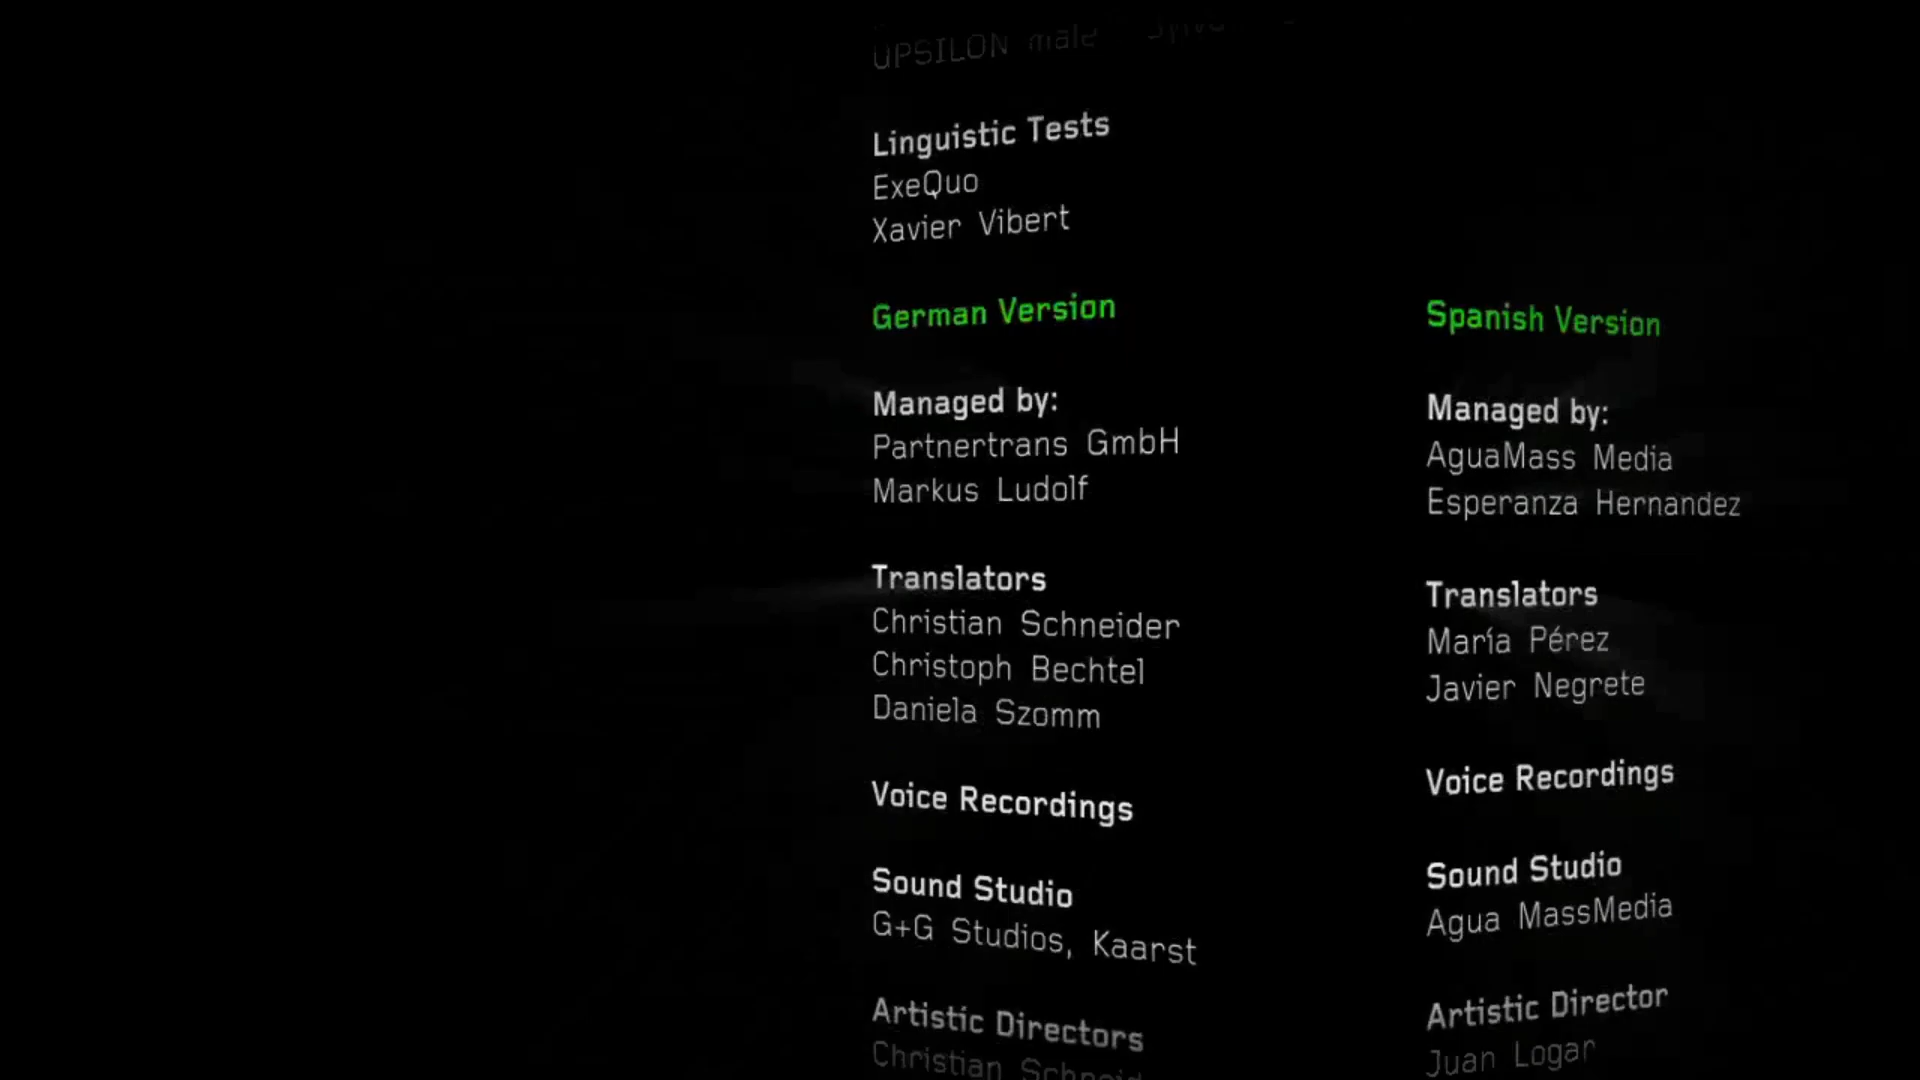 UPSILON male
Linguistic Tests
ExeQuo
Xavier Vibert
German Version
Managed by:
Partnertrans GmbH
Markus Ludolf
Translators
Christian Schneider
Christoph Bechtel
Daniela Szomm
Voice Recordings
Sound Studio
G+G Studios, Kaarst
Artistic Directors
Christian
Spanish Version
Managed by:
AguaMass Media
Esperanza Hernandez
Translators
María Pérez
Javier Negrete
Voice Recordings
Sound Studio
Agua MassMedia
Artistic Director
Juan Logar